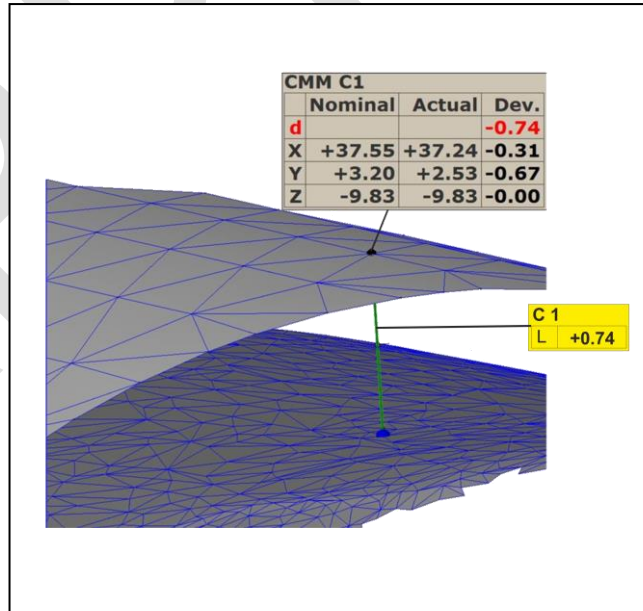 CMM C1
Nominal Actual Dev.
d -0.74
X +37.55 +37.24 -0.31
Y +3.20 +2.53 -0.67
Z -9.83 -9.83 -0.00
C 1
L +0.74